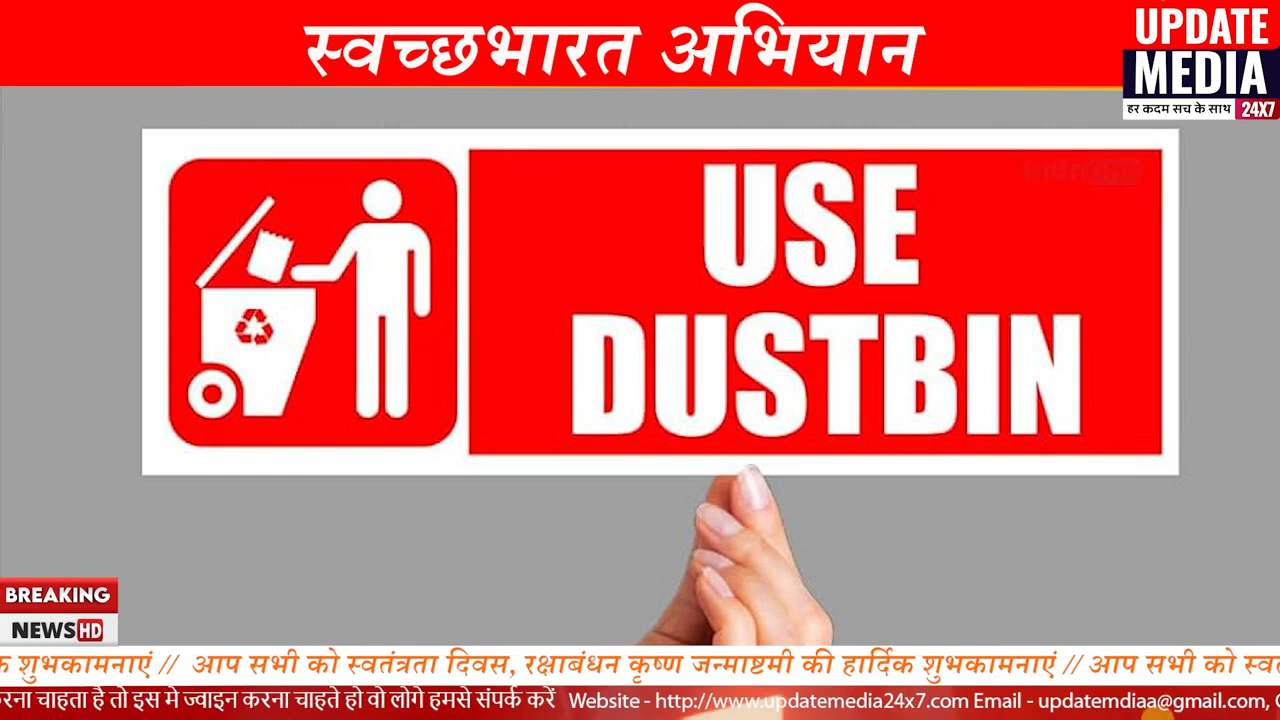 स्वच्छभारत अभियान
UPDATE
MEDIA
हर कदम सच के साथ 24X7
USE
DUSTBIN
BREAKING
NEWS HD
शुभकामनाएं // आप सभी को स्वतंत्रता दिवस, रक्षाबंधन कृष्ण जन्माष्टमी की हार्दिक शुभकामनाएं // आप सभी को
चाहता है तो इस मे ज्वाइन करना चाहते हो वो लोगे हमसे संपर्क करें Website - http://www.updatemedia24x7.com Email - updatemdiaa@gmail.com,